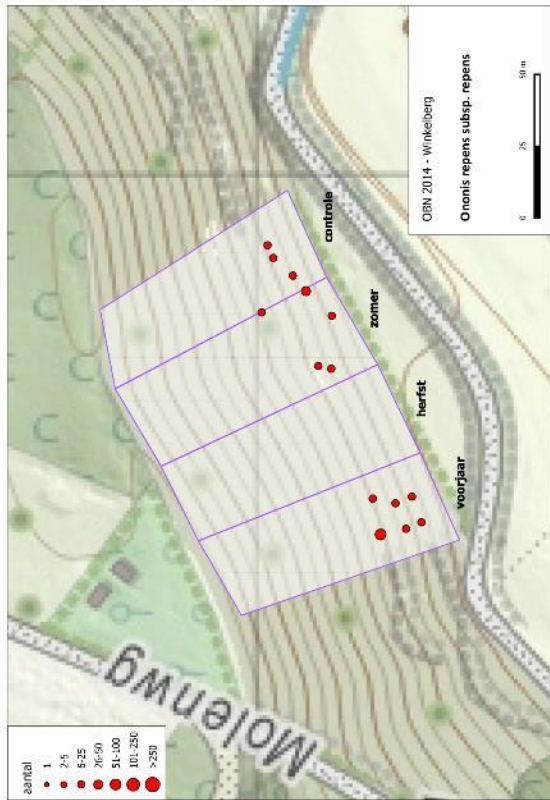 aantal
1
2-5
6-25
26-50
51-100
101-250
>250
Molenwg
voorjaar
herfst
zomer
controle
OBN 2014 - Winkelberg
Ononis repens subsp. repens
0 25 50 m